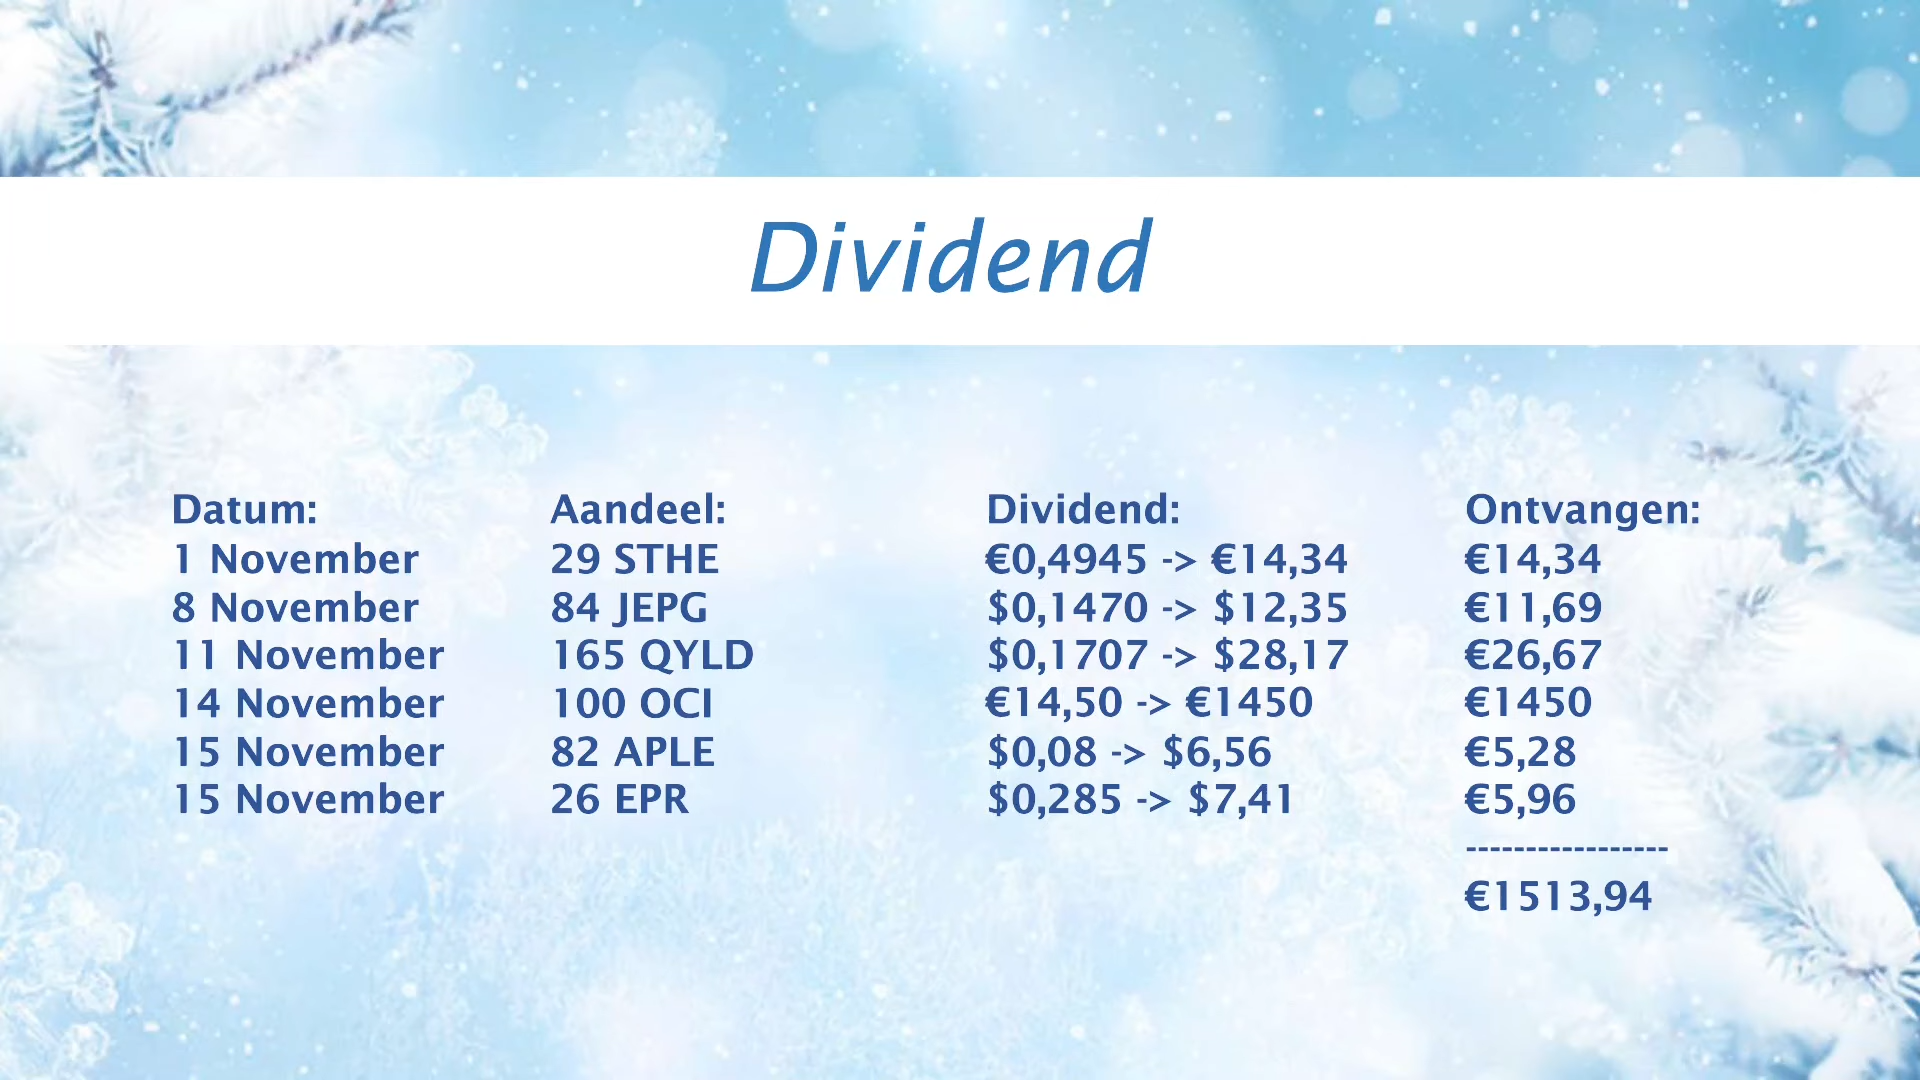 Dividend
Datum: Aandeel: Dividend: Ontvangen:
1 November 29 STHE €0,4945 -> €14,34 €14,34
8 November 84 JEPG $0,1470 -> $12,35 €11,69
11 November 165 QYLD $0,1707 -> $28,17 €26,67
14 November 100 OCI €14,50 -> €1450 €1450
15 November 82 APLE $0,08 -> $6,56 €5,28
15 November 26 EPR $0,285 -> $7,41 €5,96
-----------------
€1513,94